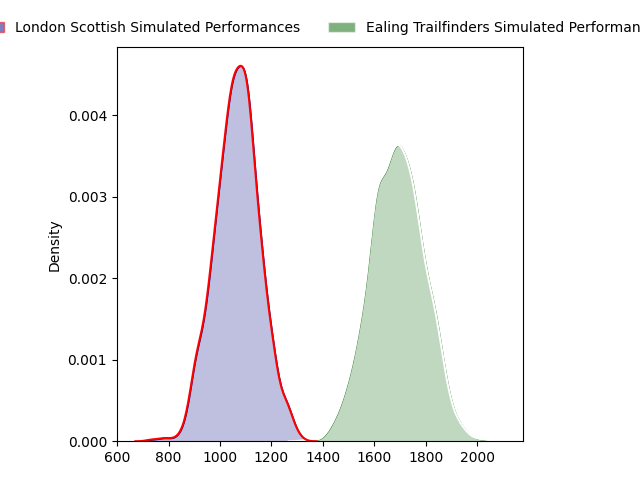 London Scottish Simulated Performances
Ealing Trailfinders Simulated Performan
Density
0.004
0.003
0.002
0.001
0.000
600 800 1000 1200 1400 1600 1800 2000